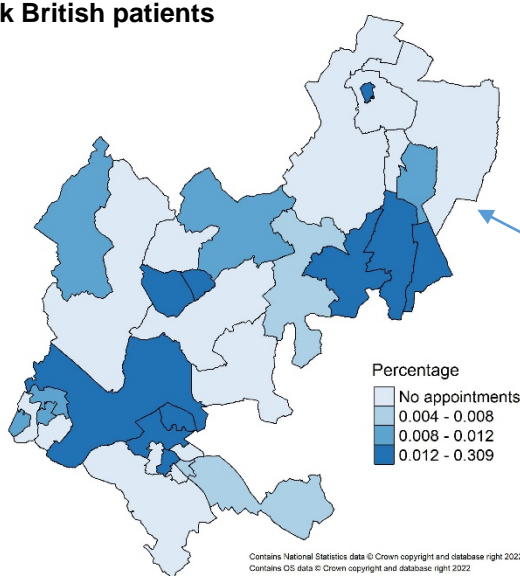 k British patients
Percentage
No appointments
0.004 - 0.008
0.008 - 0.012
0.012 - 0.309
Contains National Statistics data © Crown copyright and database right 2022
Contains OS data © Crown copyright and database right 2022